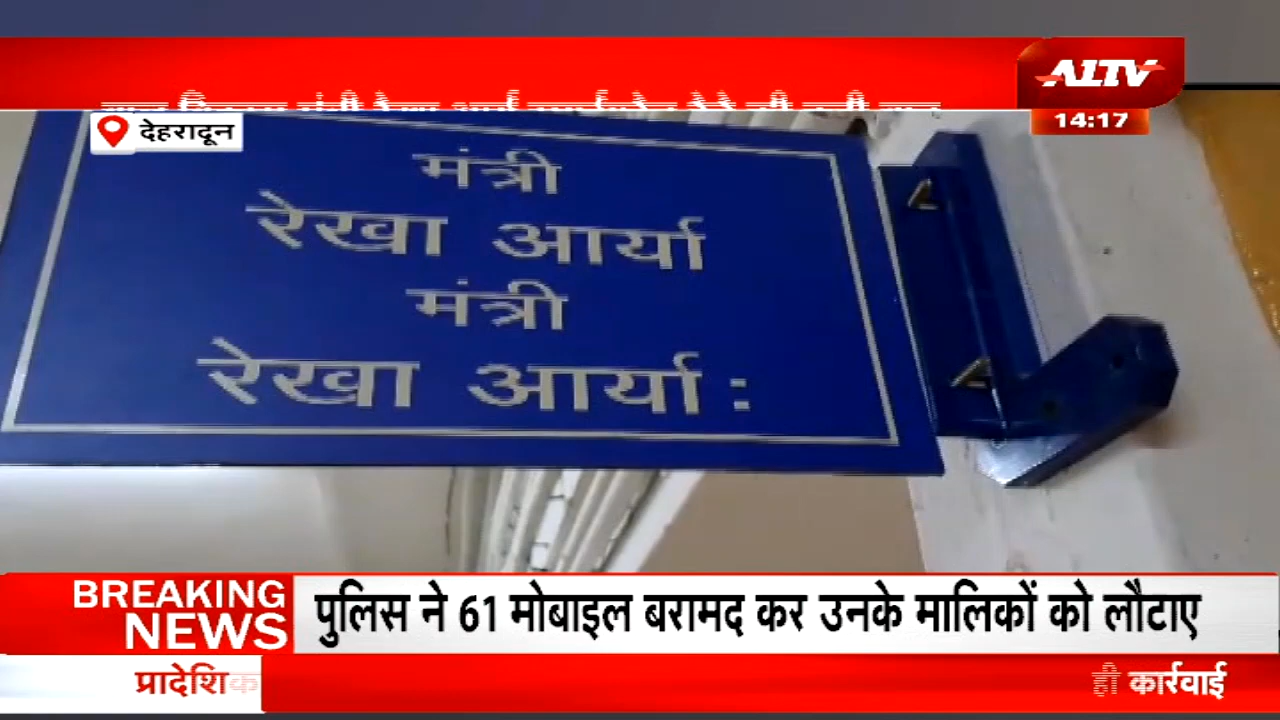 ALTV
14:17
देहरादून
मंत्री
रेखा आर्या
मंत्री
रेखा आर्या :
BREAKING NEWS
पुलिस ने 61 मोबाइल बरामद कर उनके मालिकों को लौटाए
प्रादेशिक
ही कार्रवाई